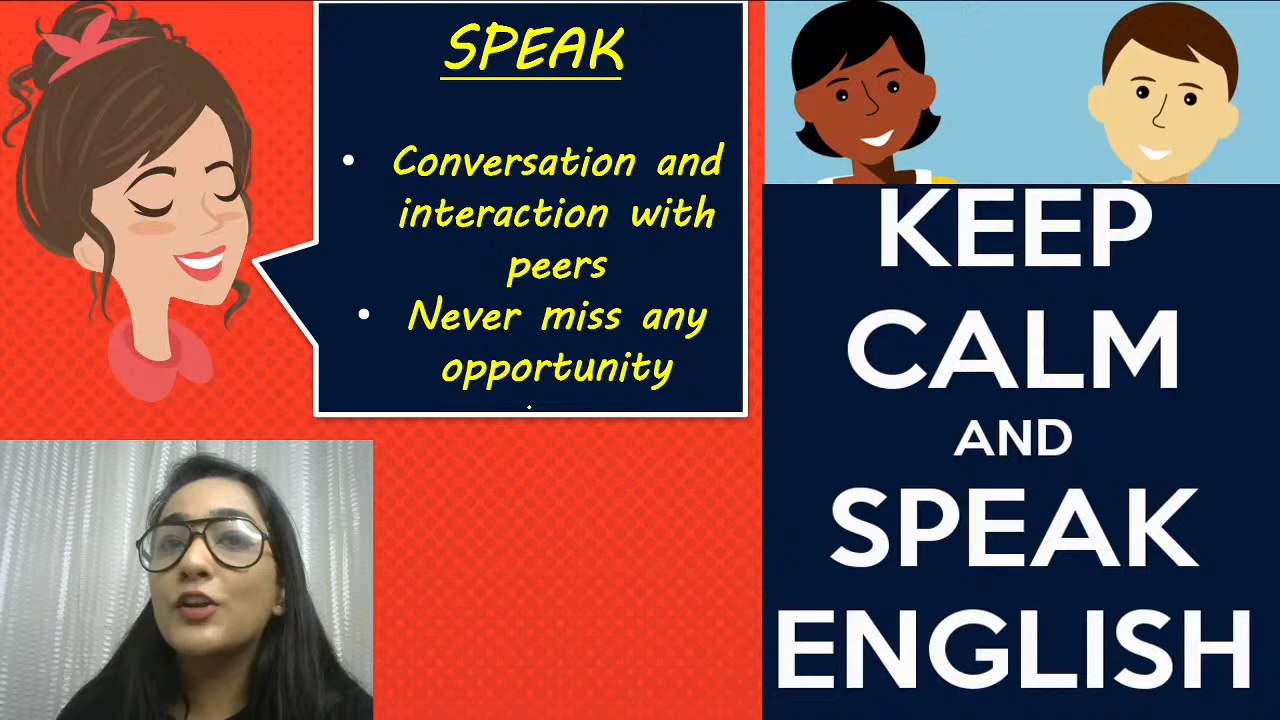 SPEAK
• Conversation and
interaction with
peers
• Never miss any
opportunity
KEEP
CALM
AND
SPEAK
ENGLISH